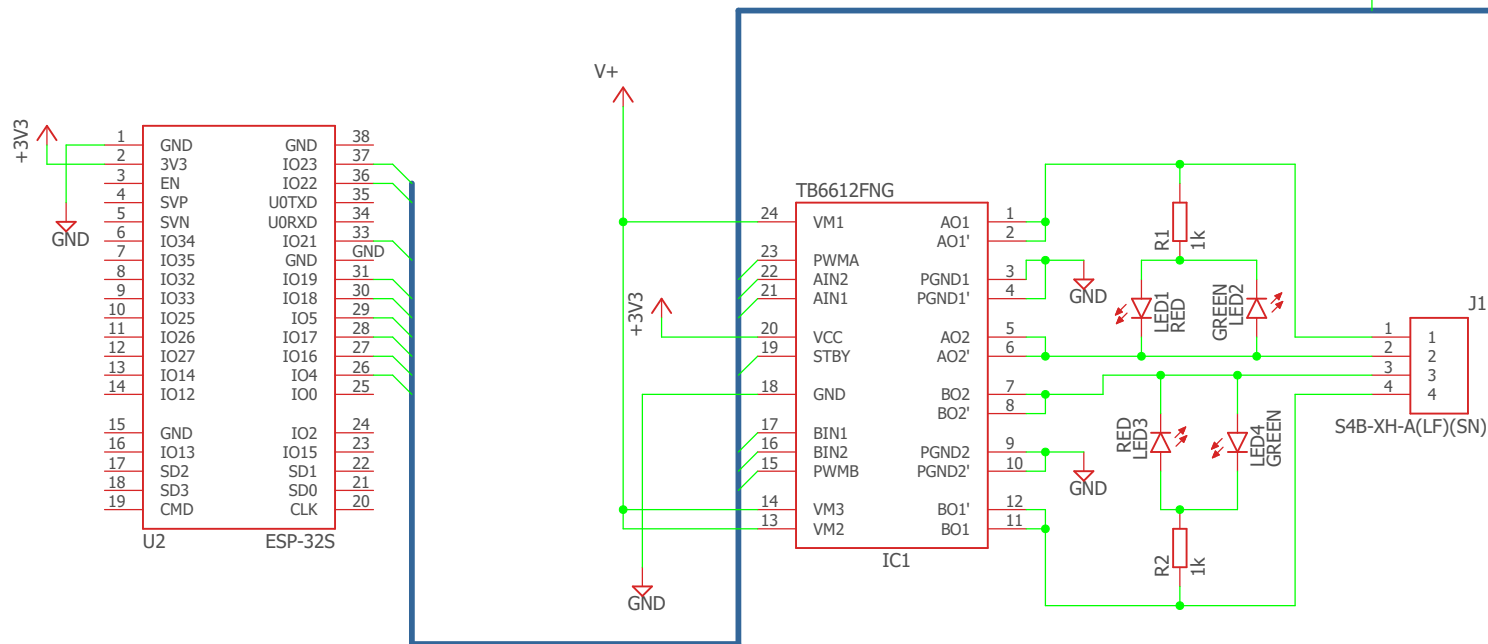 V+
+3V3
1 GND GND 38
2 3V3 IO23 37
3 EN IO22 36
4 SVP U0TXD 35
5 SVN U0RXD 34
6 IO34 IO21 33
7 IO35 GND GND
8 IO32 IO19 31
9 IO33 IO18 30
10 IO25 IO5 29
11 IO26 IO17 28
12 IO27 IO16 27
13 IO14 IO4 26
14 IO12 IO0 25
15 GND IO2 24
16 IO13 IO15 23
17 SD2 SD1 22
18 SD3 SD0 21
19 CMD CLK 20
U2 ESP-32S
GND
TB6612FNG
24 VM1 AO1 1
AO1' 2
23 PWMA
22 AIN2 PGND1 3
21 AIN1 PGND1' 4
20 VCC AO2 5
19 STBY AO2' 6
18 GND BO2 7
BO2' 8
17 BIN1
16 BIN2 PGND2 9
15 PWMB PGND2' 10
14 VM3 BO1' 12
13 VM2 BO1 11
IC1
+3V3
GND
GND
GND
R1
1k
LED1
RED
GREEN
LED2
RED
LED3
LED4
GREEN
R2
1k
J1
1 1
2 2
3 3
4 4
S4B-XH-A(LF)(SN)